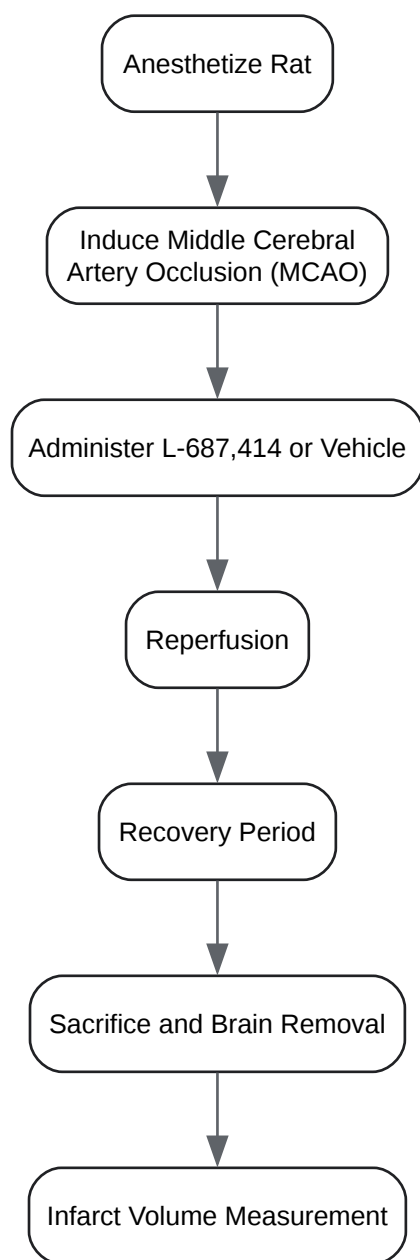 Anesthetize Rat
Induce Middle Cerebral
Artery Occlusion (MCAO)
Administer L-687,414 or Vehicle
Reperfusion
Recovery Period
Sacrifice and Brain Removal
Infarct Volume Measurement